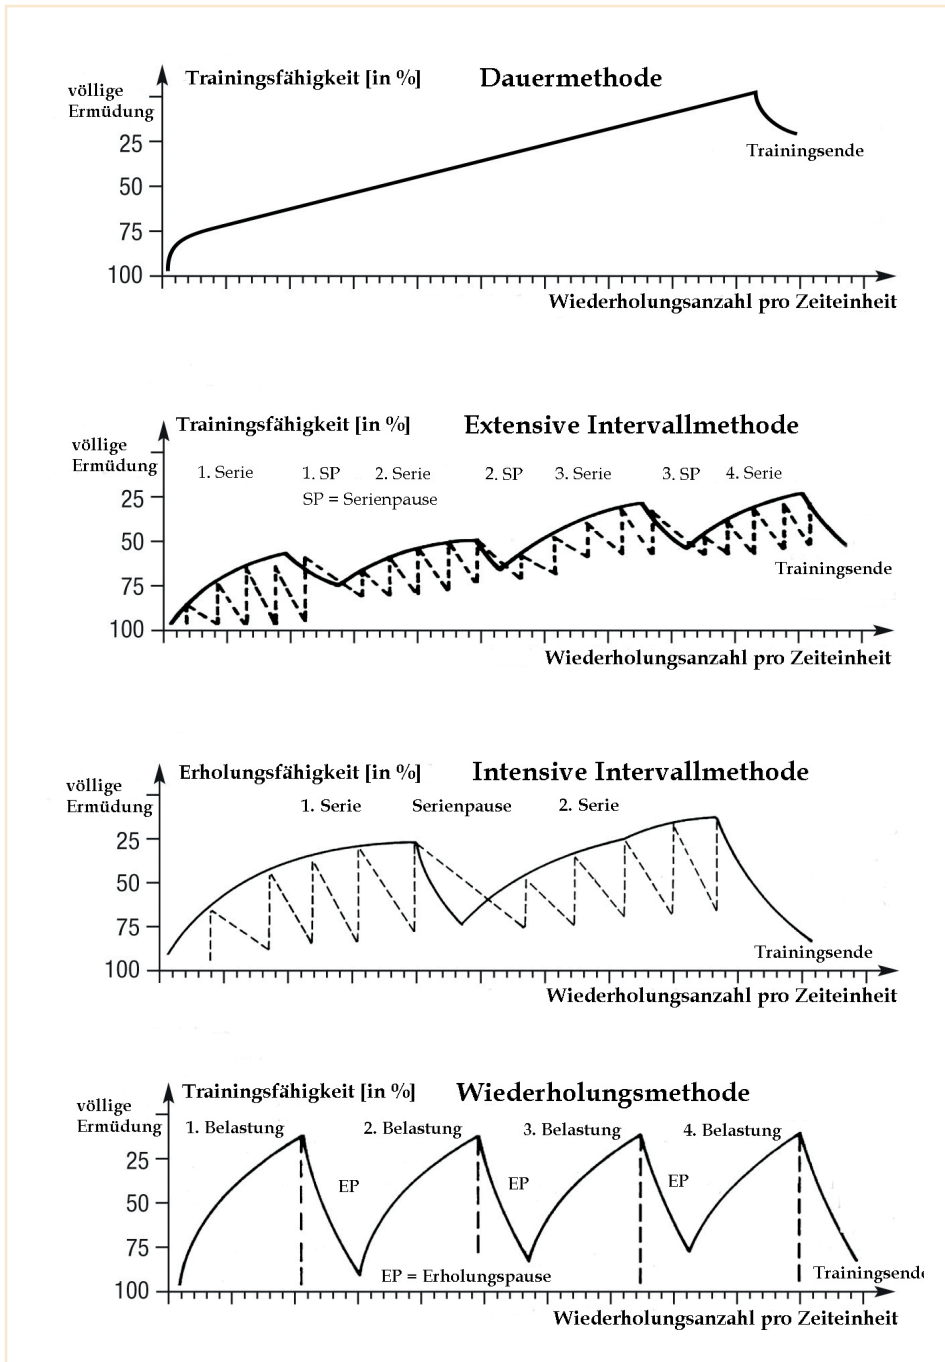 Trainingsfähigkeit [in %]
Dauermethode
völlige
Ermüdung
25
50
75
100
Trainingsende
Wiederholungsanzahl pro Zeiteinheit
Trainingsfähigkeit [in %]
Extensive Intervallmethode
völlige
Ermüdung
1. Serie
1. SP
2. Serie
2. SP
3. Serie
3. SP
4. Serie
SP = Serienpause
25
50
75
100
Trainingsende
Wiederholungsanzahl pro Zeiteinheit
Erholungsfähigkeit [in %]
Intensive Intervallmethode
völlige
Ermüdung
1. Serie
Serienpause
2. Serie
25
50
75
100
Trainingsende
Wiederholungsanzahl pro Zeiteinheit
Trainingsfähigkeit [in %]
Wiederholungsmethode
völlige
Ermüdung
1. Belastung
2. Belastung
3. Belastung
4. Belastung
25
EP
EP
EP
50
75
EP = Erholungspause
Trainingsende
100
Wiederholungsanzahl pro Zeiteinheit